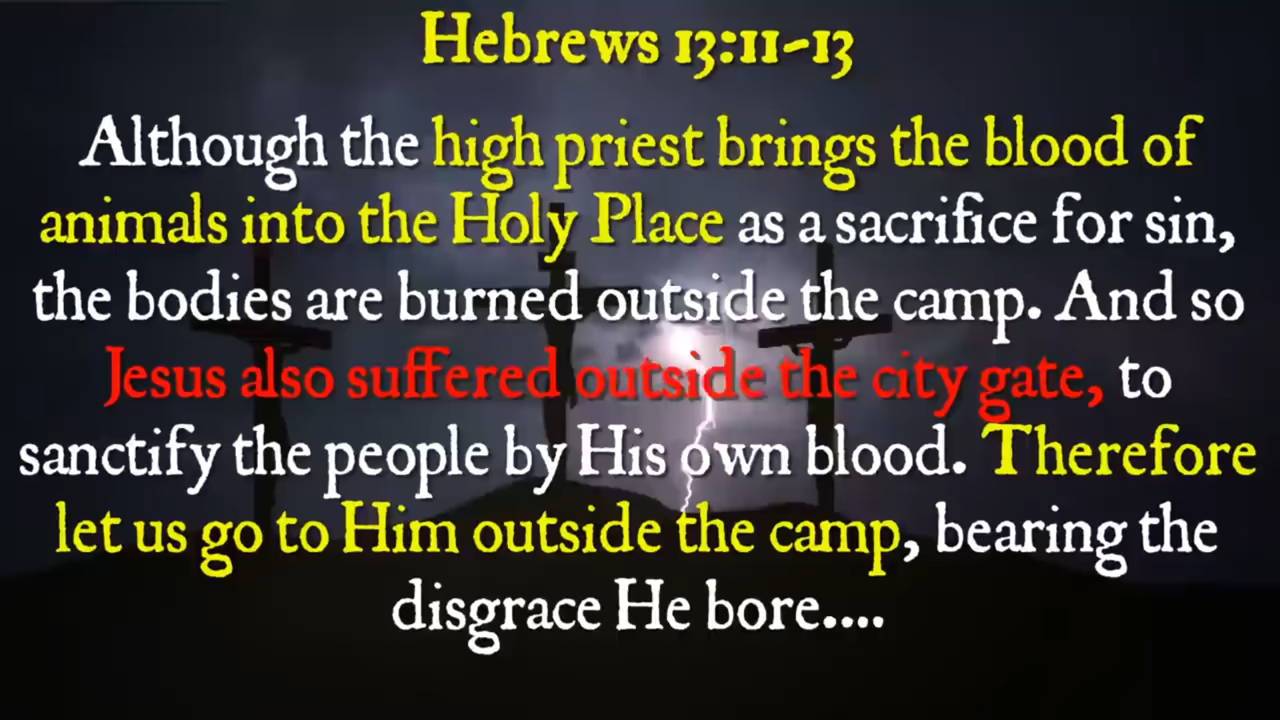 Hebrews 13:11-13
Although the high priest brings the blood of
animals into the Holy Place as a sacrifice for sin,
the bodies are burned outside the camp. And so
Jesus also suffered outside the city gate, to
sanctify the people by His own blood. Therefore
let us go to Him outside the camp, bearing the
disgrace He bore....